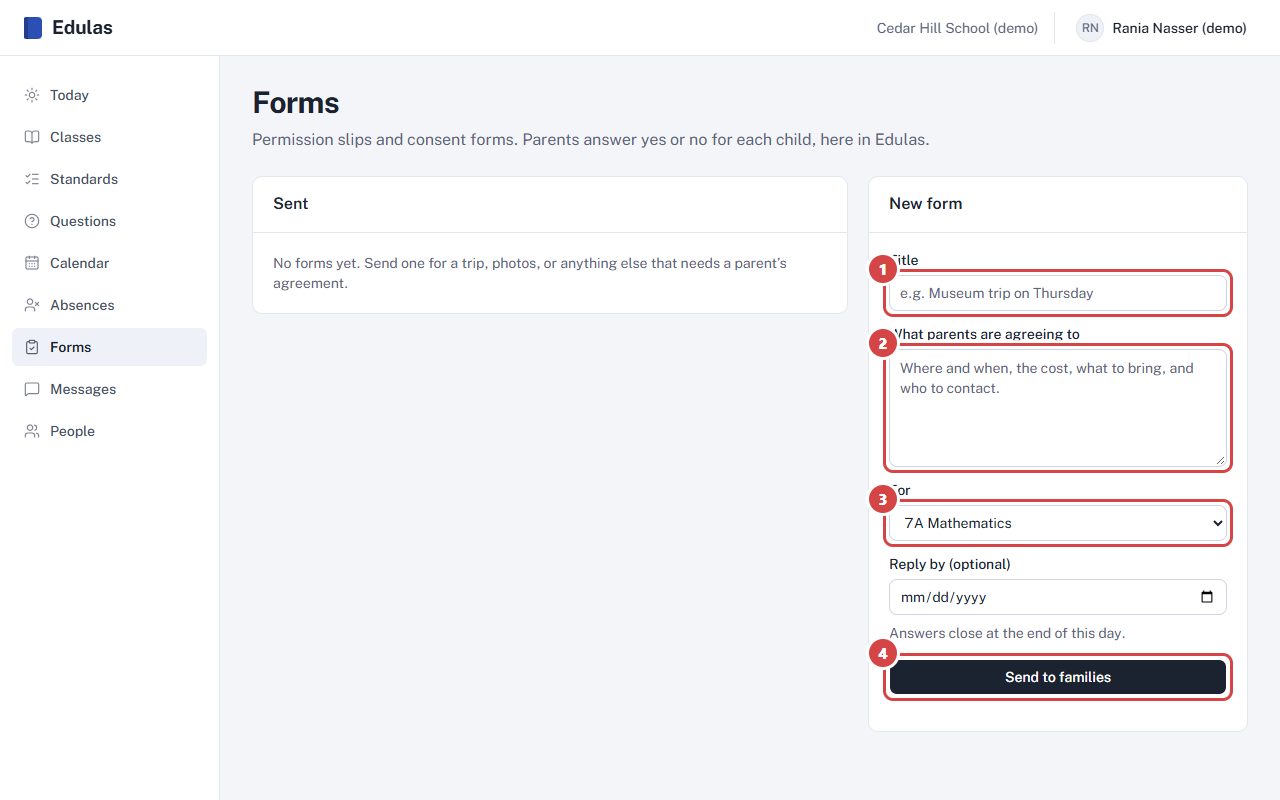 Edulas
Cedar Hill School (demo)
RN
Rania Nasser (demo)
Today
Classes
Standards
Questions
Calendar
Absences
Forms
Messages
People
Forms
Permission slips and consent forms. Parents answer yes or no for each child, here in Edulas.
Sent
No forms yet. Send one for a trip, photos, or anything else that needs a parent's
agreement.
New form
Title
1
e.g. Museum trip on Thursday
What parents are agreeing to
2
Where and when, the cost, what to bring, and
who to contact.
For
3
7A Mathematics
Reply by (optional)
mm/dd/yyyy
Answers close at the end of this day.
4
Send to families